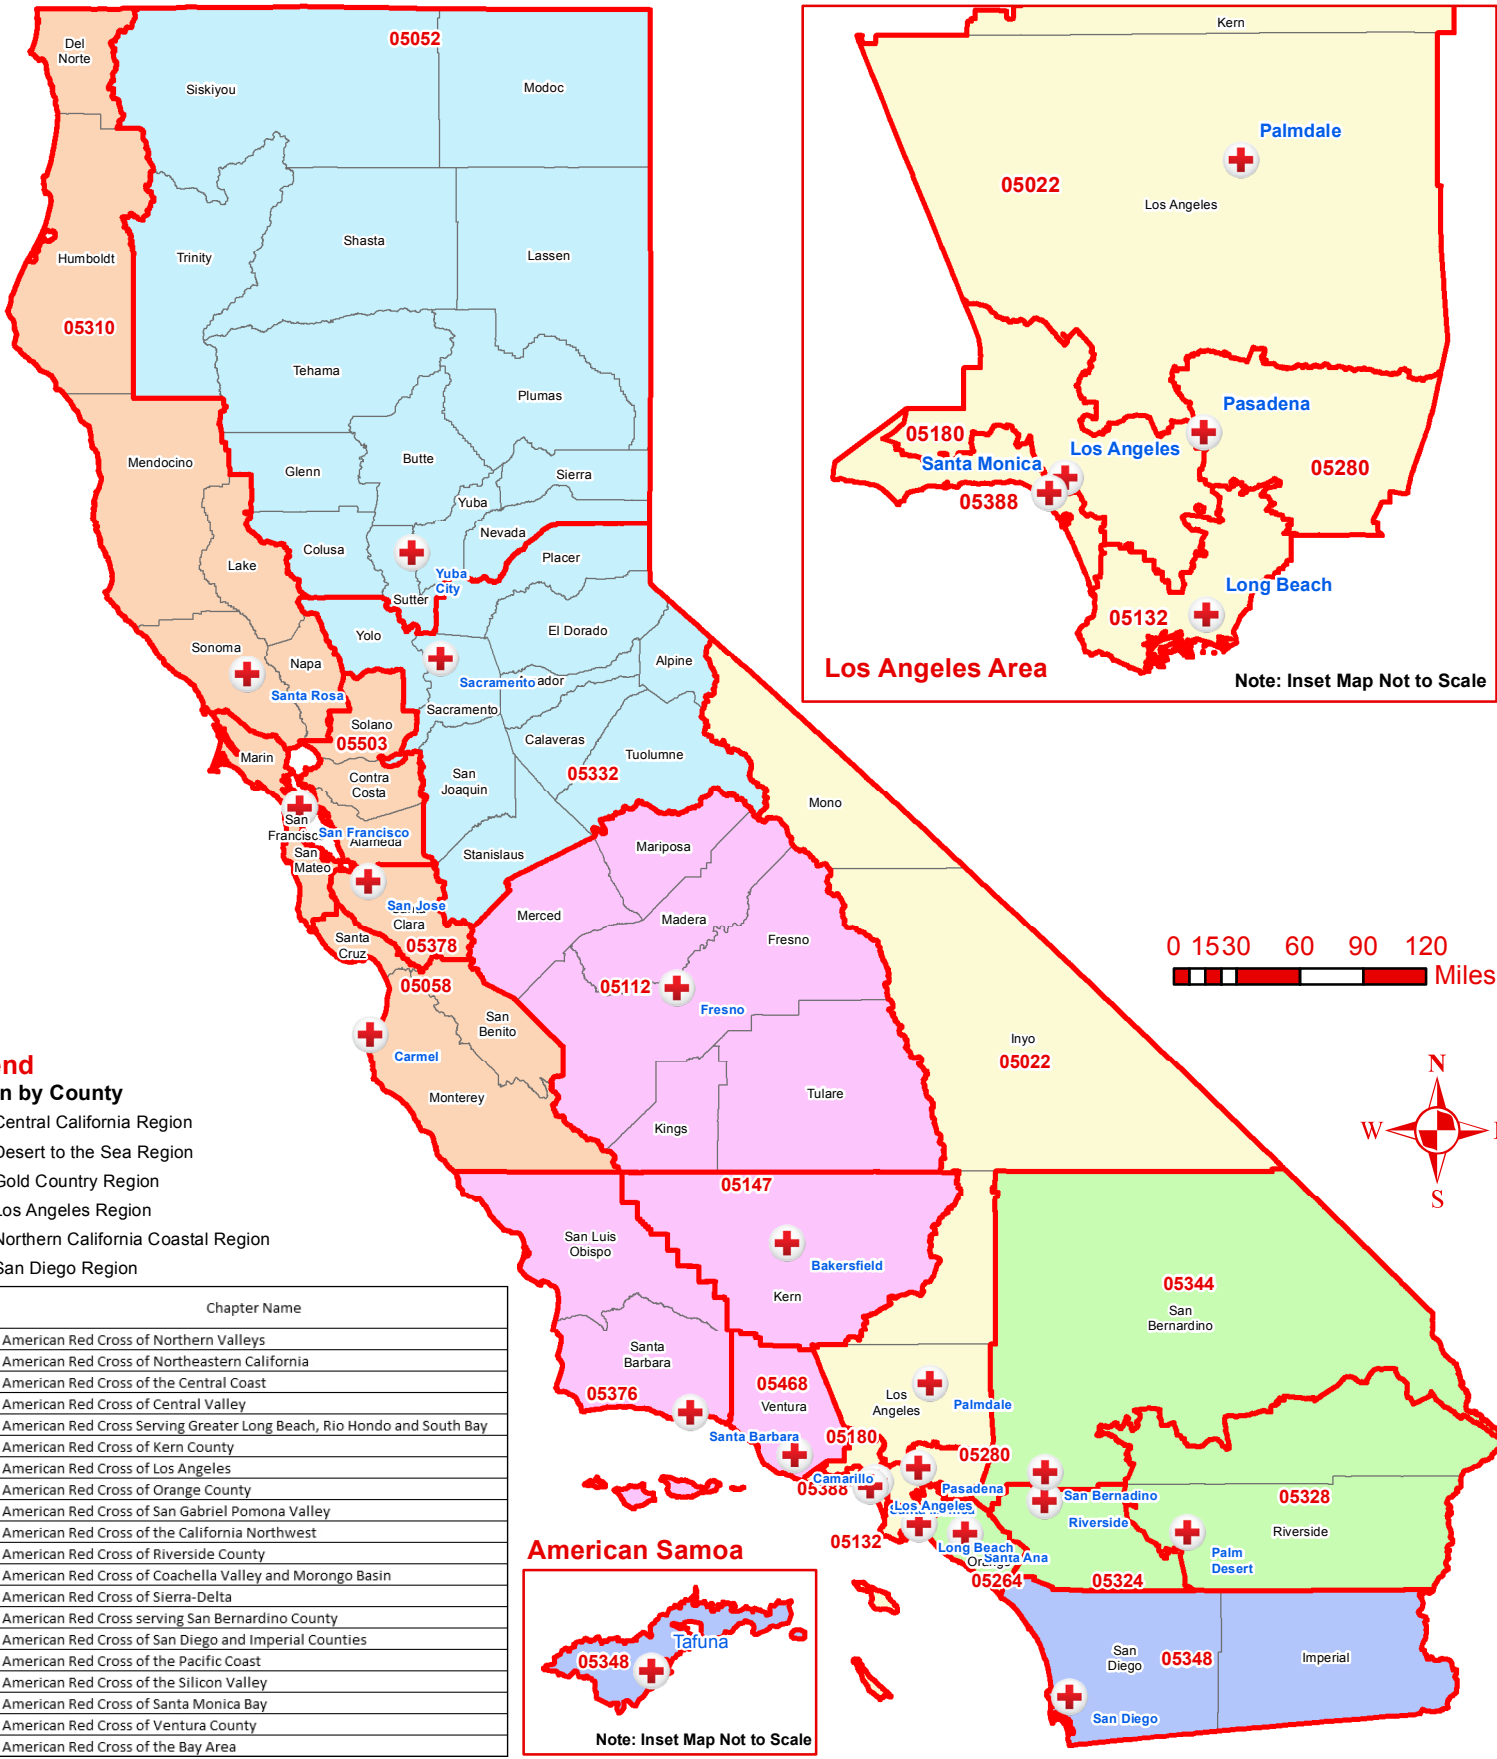 Del
Norte
05052
Siskiyou
Modoc
Humboldt
Trinity
Shasta
Lassen
05310
Tehama
Plumas
Mendocino
Glenn
Butte
Sierra
Yuba
Nevada
Colusa
Placer
Lake
Yuba
City
Sutter
Yolo
El Dorado
Sonoma
Napa
Alpine
Santa Rosa
Sacramento
ador
Sacramento
Solano
05503
Calaveras
Tuolumne
Marin
Contra
Costa
San
Joaquin
05332
Mono
San
Francisc
San Francisco
Alameda
San
Mateo
Stanislaus
Mariposa
San Jose
Clara
Merced
Madera
Fresno
Santa
Cruz
05378
05058
05112
Fresno
San
Benito
Carmel
Monterey
Inyo
05022
Tulare
Kings
05147
San Luis
Obispo
Bakersfield
Kern
05344
San
Bernardino
Santa
Barbara
05376
05468
Ventura
Los
Angeles
Palmdale
Santa Barbara
05180
05280
Camarillo
05388
Pasadena
San Bernadino
05328
Los Angeles
Riverside
Riverside
05132
Long Beach
Santa Ana
Palm
Desert
05264
05324
San
Diego
05348
Imperial
San Diego
Kern
Palmdale
05022
Los Angeles
Pasadena
05180
Los Angeles
Santa Monica
05280
05388
Long Beach
05132
Los Angeles Area
Note: Inset Map Not to Scale
0 15 30 60 90 120
Miles
N
W
S
end
n by County
Central California Region
Desert to the Sea Region
Gold Country Region
Los Angeles Region
Northern California Coastal Region
San Diego Region
Chapter Name
American Red Cross of Northern Valleys
American Red Cross of Northeastern California
American Red Cross of the Central Coast
American Red Cross of Central Valley
American Red Cross Serving Greater Long Beach, Rio Hondo and South Bay
American Red Cross of Kern County
American Red Cross of Los Angeles
American Red Cross of Orange County
American Red Cross of San Gabriel Pomona Valley
American Red Cross of the California Northwest
American Red Cross of Riverside County
American Red Cross of Coachella Valley and Morongo Basin
American Red Cross of Sierra-Delta
American Red Cross serving San Bernardino County
American Red Cross of San Diego and Imperial Counties
American Red Cross of the Pacific Coast
American Red Cross of the Silicon Valley
American Red Cross of Santa Monica Bay
American Red Cross of Ventura County
American Red Cross of the Bay Area
American Samoa
Tafuna
05348
Note: Inset Map Not to Scale